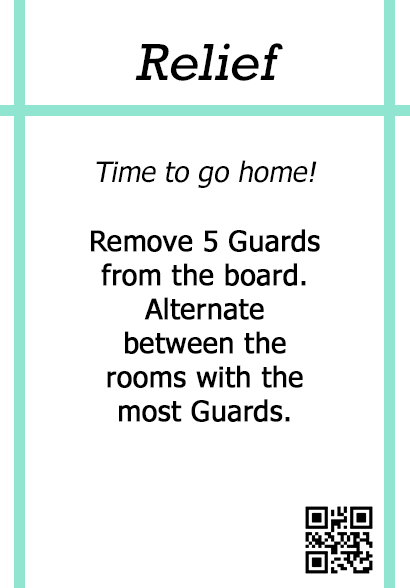 Relief
Time to go home!
Remove 5 Guards
from the board.
Alternate
between the
rooms with the
most Guards.